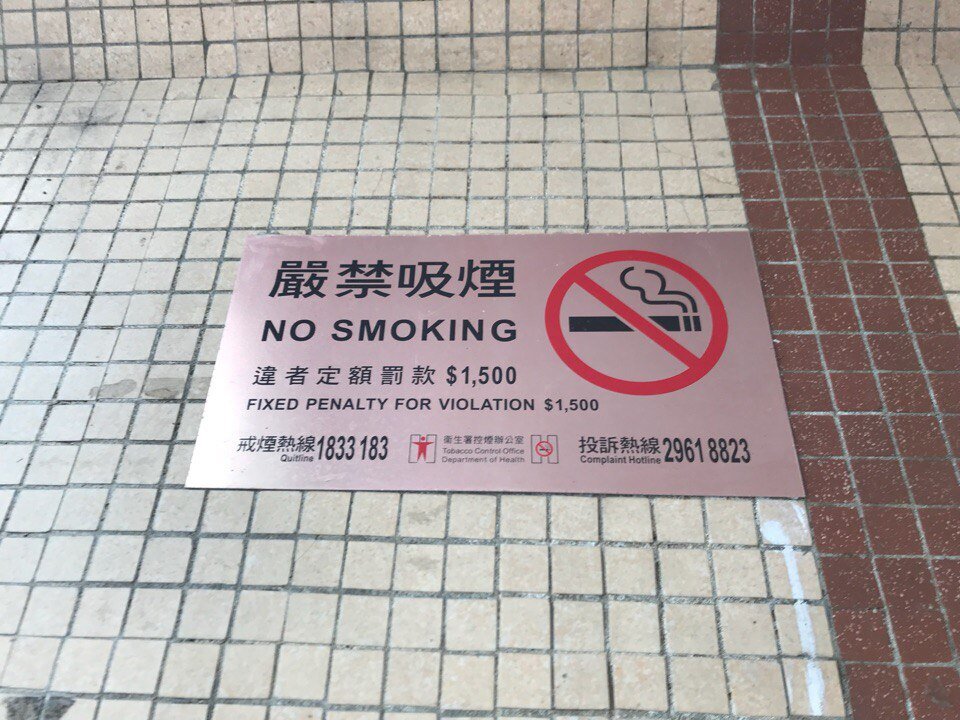 嚴禁吸煙
NO SMOKING
違者定額罰款 $1,500
FIXED PENALTY FOR VIOLATION $1,500
戒煙熱線 1833 183
Quitline
衞生署控煙辦公室
Tobacco Control Office
Department of Health
投訴熱線 2961 8823
Complaint Hotline